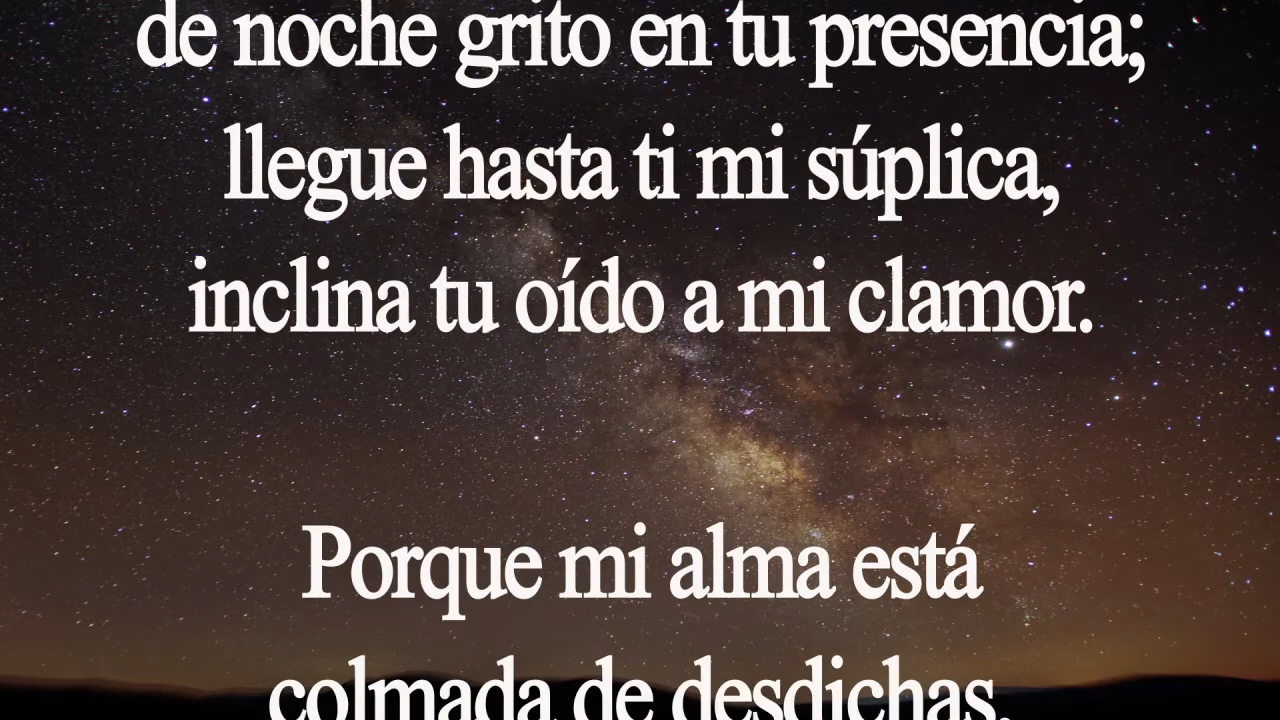 de noche grito en tu presencia;
llegue hasta ti mi súplica,
inclina tu oído a mi clamor.
Porque mi alma está
colmada de desdichas,